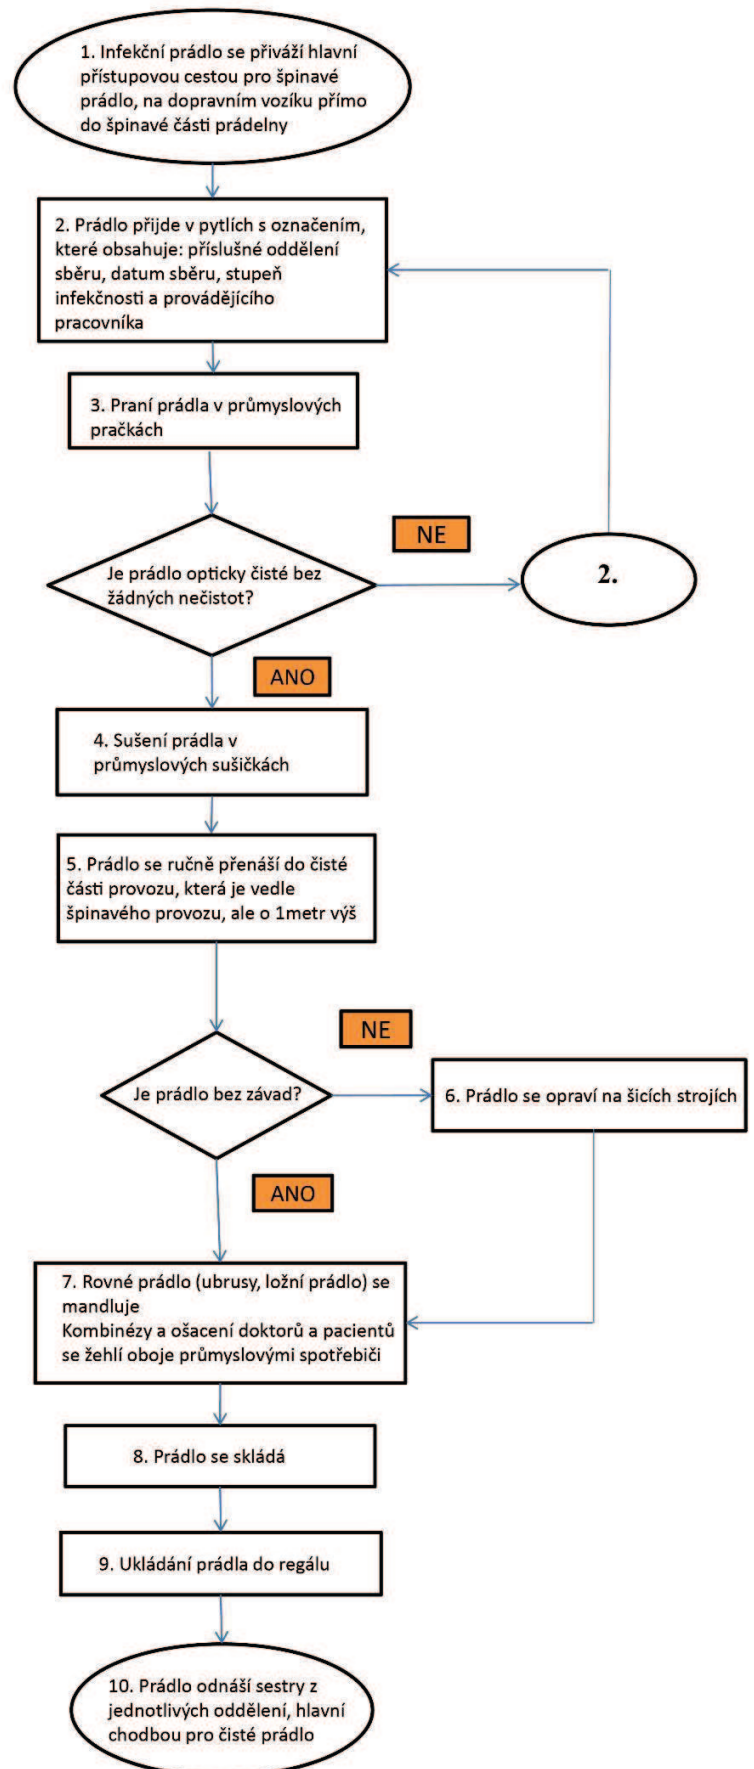 1. Infekční prádlo se přiváží hlavní
přístupovou cestou pro špinavé
prádlo, na dopravním vozíku přímo
do špinavé části prádelny
2. Prádlo přijde v pytlích s označením,
které obsahuje: příslušné oddělení
sběru, datum sběru, stupeň
infekčnosti a provádějícího
pracovníka
3. Praní prádla v průmyslových
pračkách
NE
Je prádlo opticky čisté bez
žádných nečistot?
2.
ANO
4. Sušení prádla v
průmyslových sušičkách
5. Prádlo se ručně přenáší do čisté
části provozu, která je vedle
špinavého provozu, ale o 1metr výš
NE
Je prádlo bez závad?
6. Prádlo se opraví na šicích strojích
ANO
7. Rovné prádlo (ubrusy, ložní prádlo) se
mandluje
Kombinézy a ošacení doktorů a pacientů
se žehlí oboje průmyslovými spotřebiči
8. Prádlo se skládá
9. Ukládání prádla do regálu
10. Prádlo odnáší sestry z
jednotlivých oddělení, hlavní
chodbou pro čisté prádlo